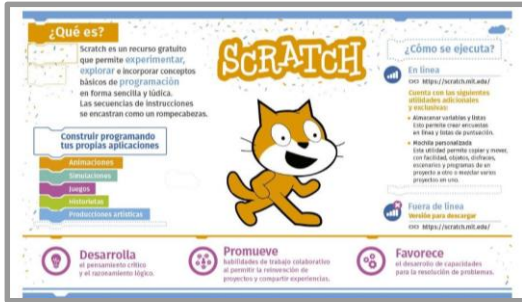 ¿Qué es?
Scratch es un recurso gratuito
que permite experimentar,
explorar e incorporar conceptos
básicos de programación
en forma sencilla y lúdica.
Las secuencias de instrucciones
se encastran como un rompecabezas.
Construir programando
tus propias aplicaciones
Animaciones
Simulaciones
Juegos
Historietas
Producciones artísticas
SCRATCH
¿Cómo se ejecuta?
En línea
https://scratch.mit.edu/
Cuenta con las siguientes
utilidades adicionales
y exclusivas:
• Almacenar variables y listas
Esto permite crear encuestas
en línea y listas de puntuación.
• Mochila personalizada
Esta utilidad permite copiar y mover,
con facilidad, objetos, disfraces,
escenarios y programas de un
proyecto a otro o mezclar varios
proyectos en uno.
Fuera de línea
Versión para descargar
https://scratch.mit.edu/
Desarrolla
el pensamiento crítico
y el razonamiento lógico.
Promueve
habilidades de trabajo colaborativo
al permitir la reinvención de
proyectos y compartir experiencias.
Favorece
el desarrollo de capacidades
para la resolución de problemas.